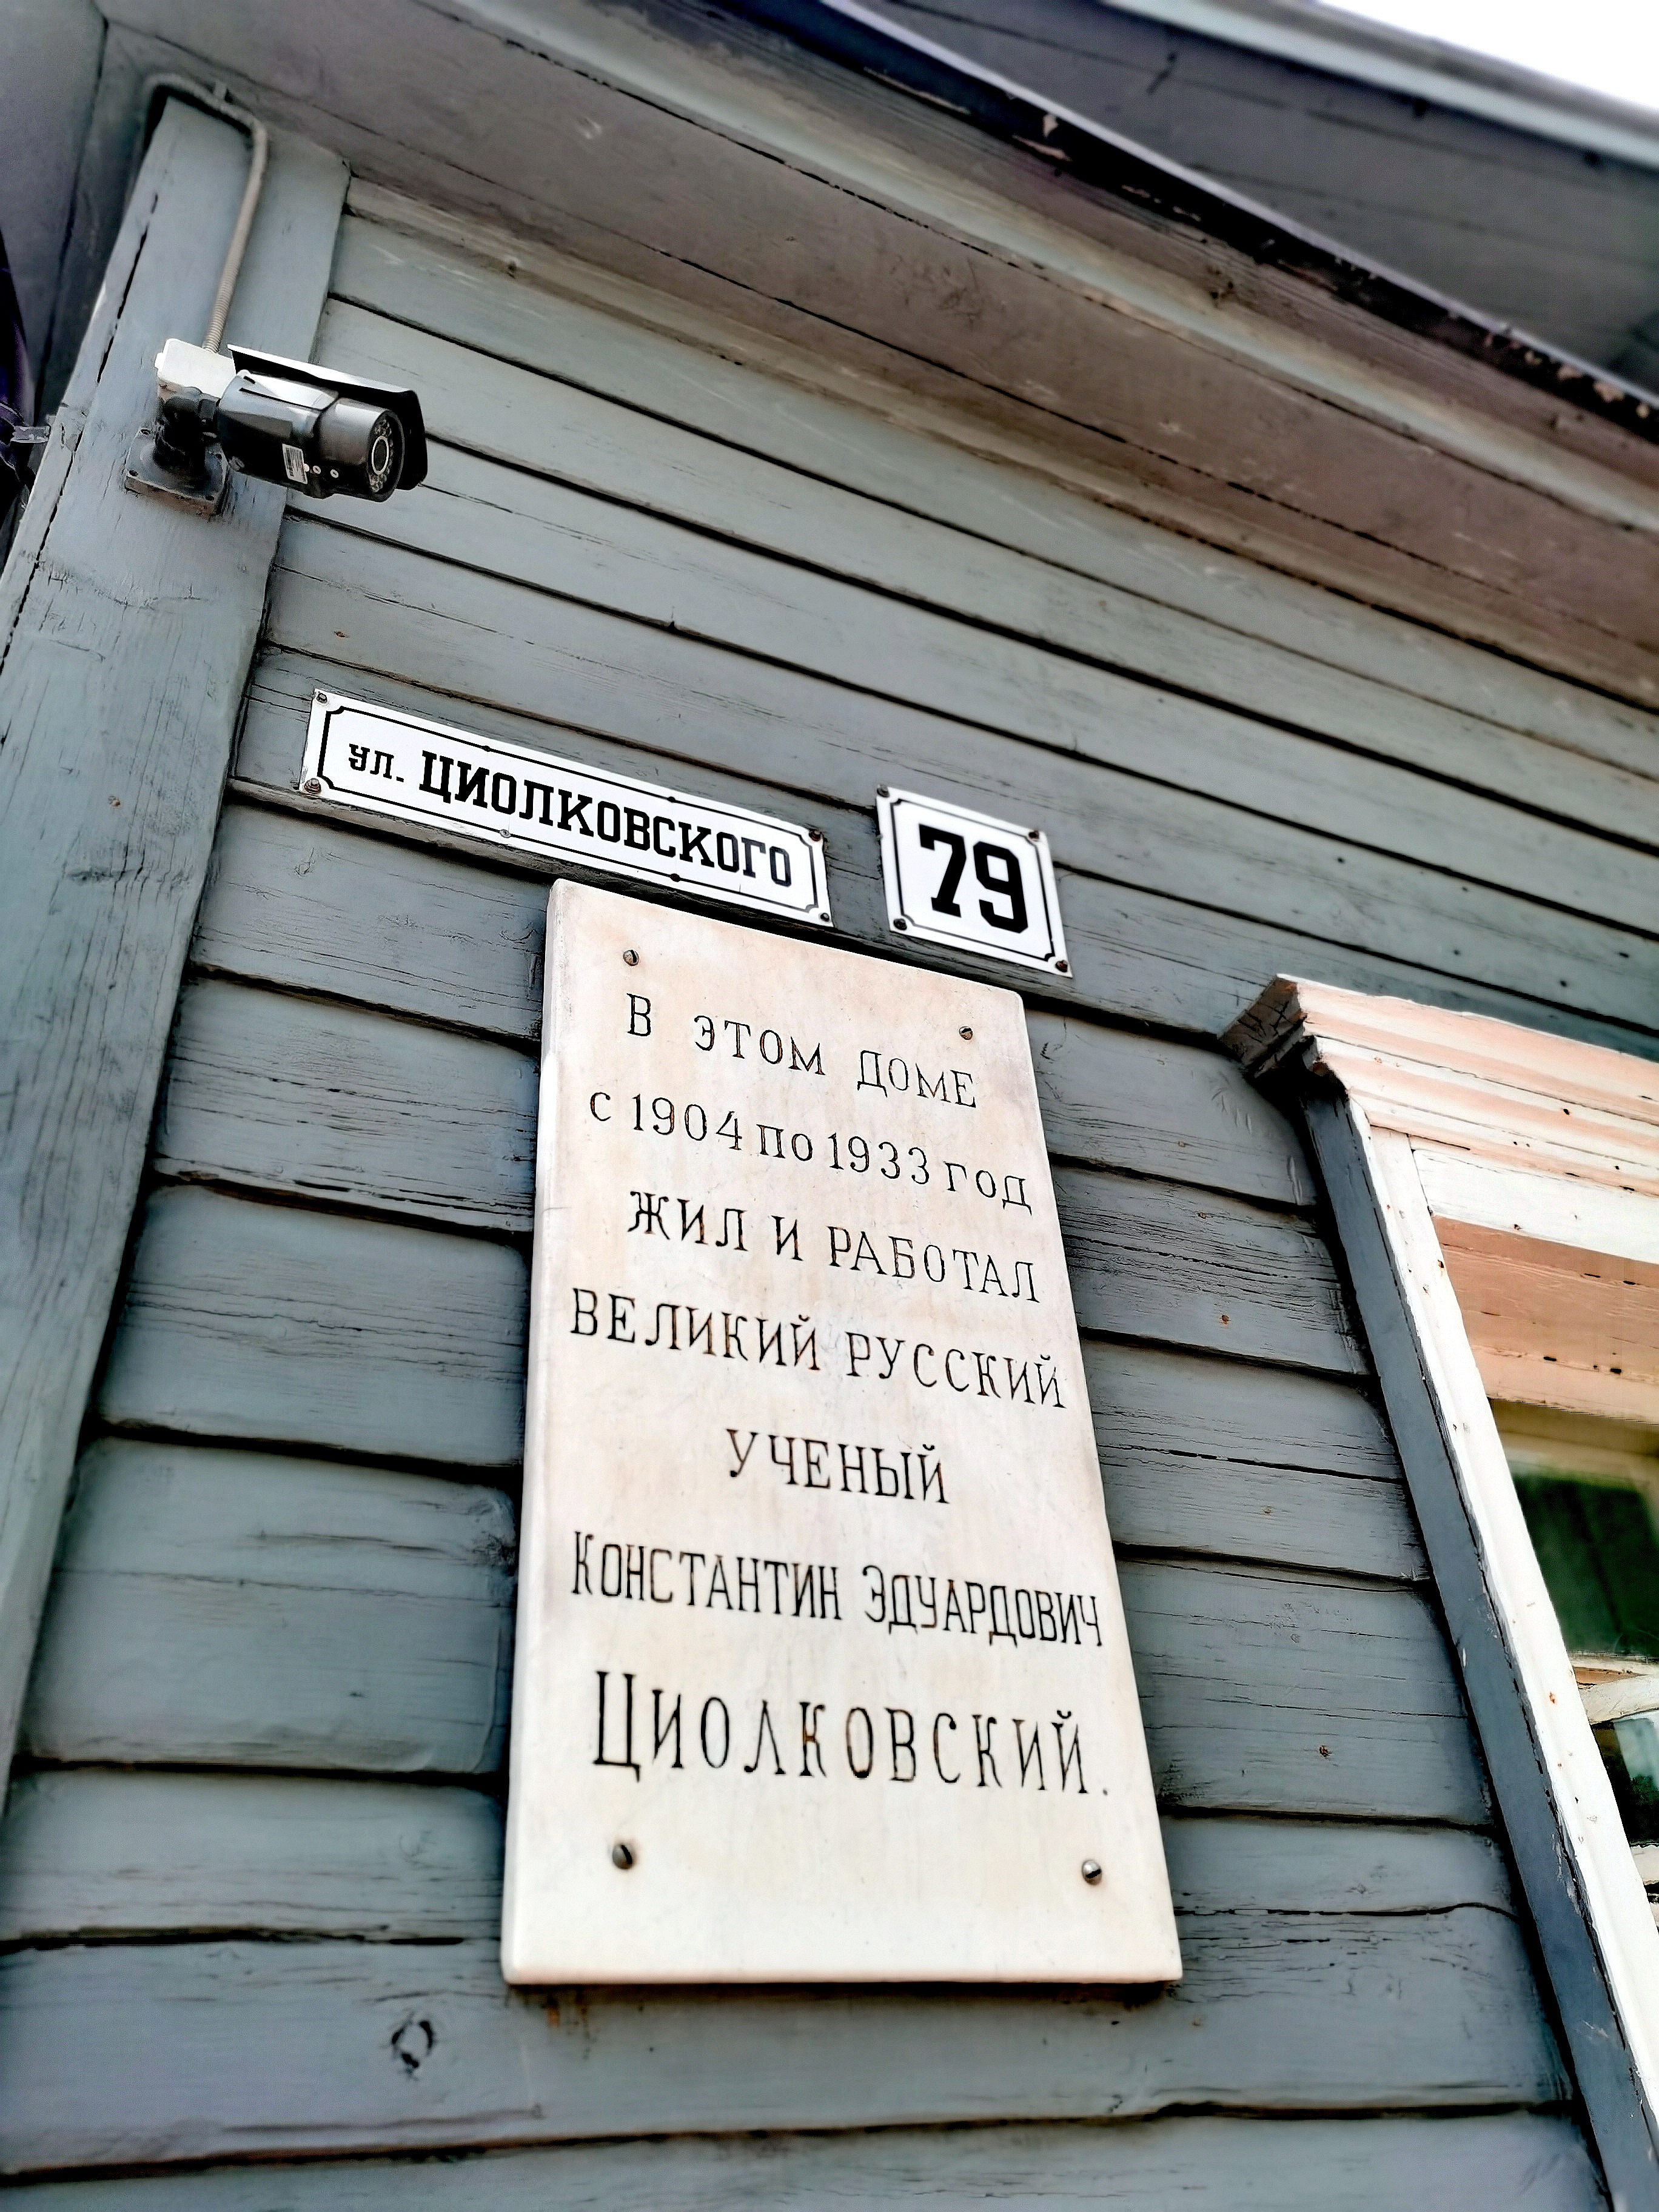 ул. ЦИОЛКОВСКОГО
79
В ЭТОМ ДОМЕ
С 1904 ПО 1933 ГОД
ЖИЛ И РАБОТАЛ
ВЕЛИКИЙ РУССКИЙ
УЧЕНЫЙ
КОНСТАНТИН ЭДУАРДОВИЧ
ЦИОЛКОВСКИЙ.